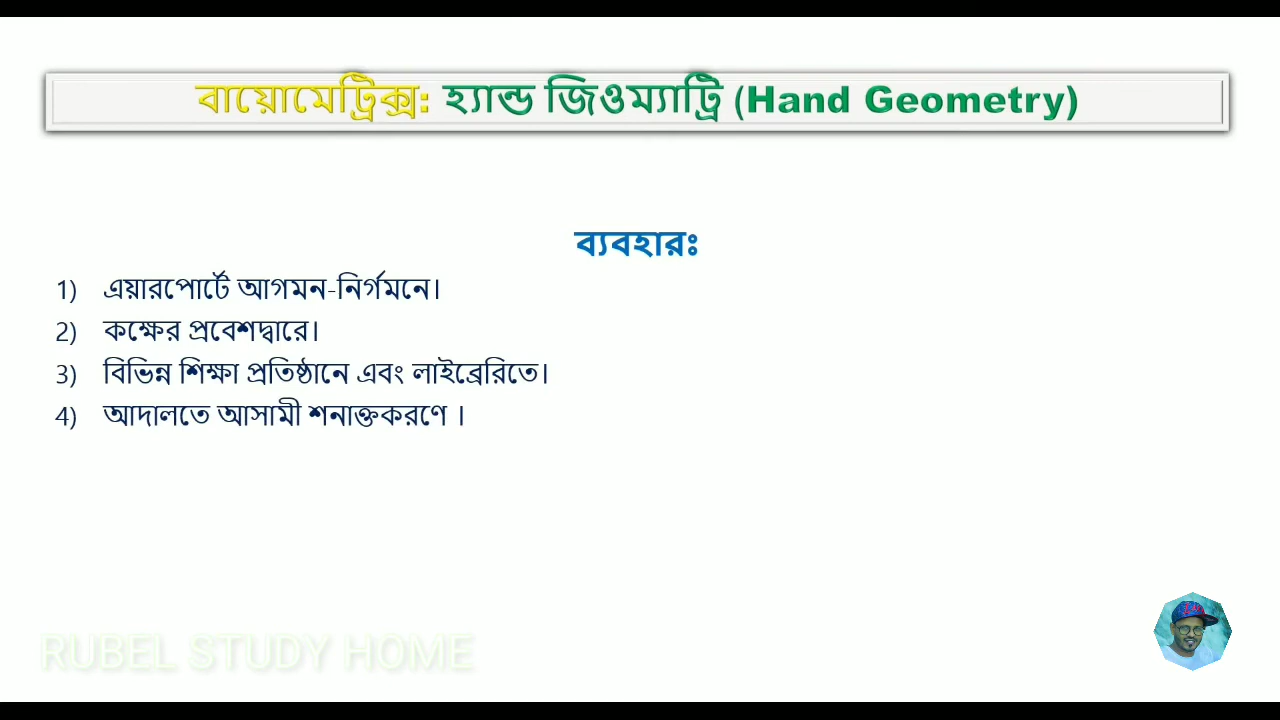 বায়োমেট্রিক্স: হ্যান্ড জিওম্যাট্রি (Hand Geometry)
ব্যবহারঃ
1) এয়ারপোর্টে আগমন-নির্গমনে।
2) কক্ষের প্রবেশদ্বারে।
3) বিভিন্ন শিক্ষা প্রতিষ্ঠানে এবং লাইব্রেরিতে।
4) আদালতে আসামী শনাক্তকরণে ।
RUBEL STUDY HOME